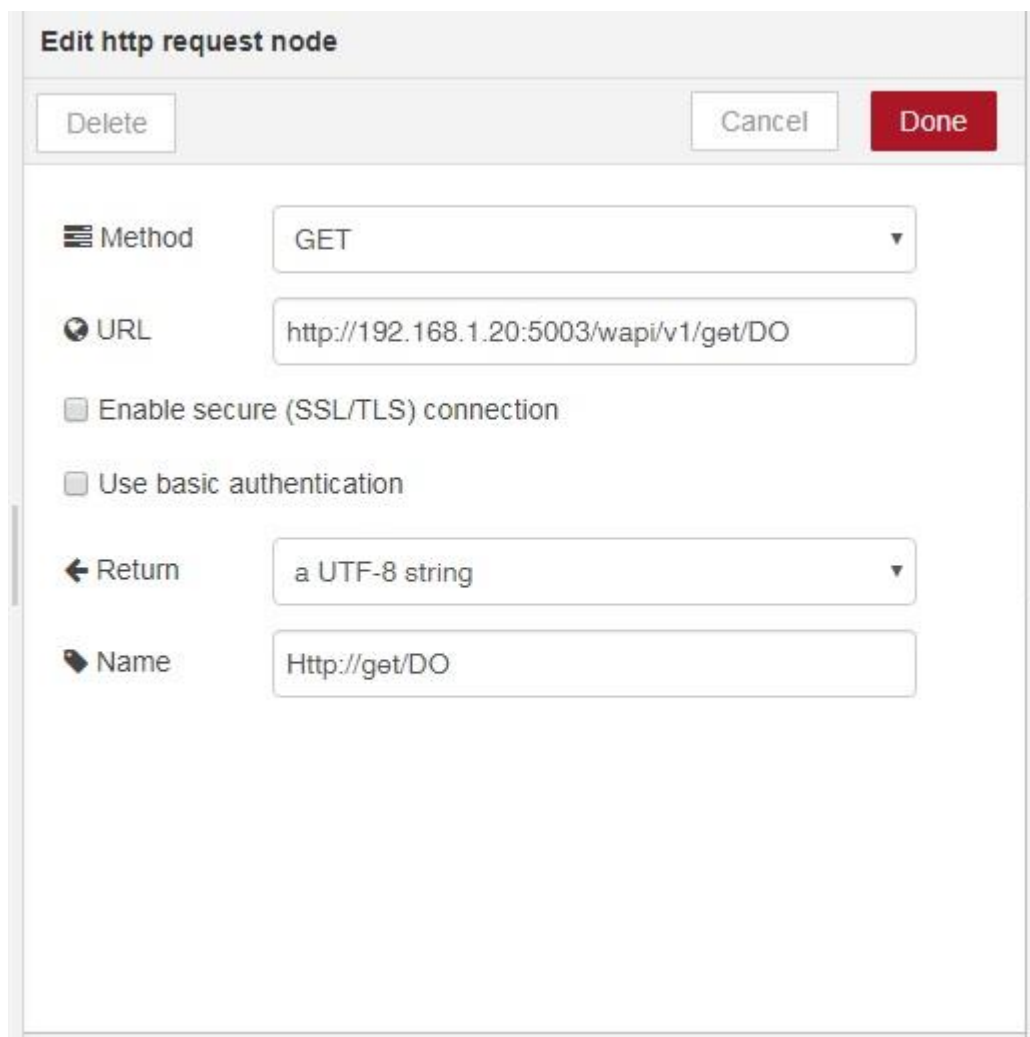 Edit http request node
Delete Cancel Done
Method GET
URL http://192.168.1.20:5003/wapi/v1/get/DO
Enable secure (SSL/TLS) connection
Use basic authentication
Return a UTF-8 string
Name Http://get/DO